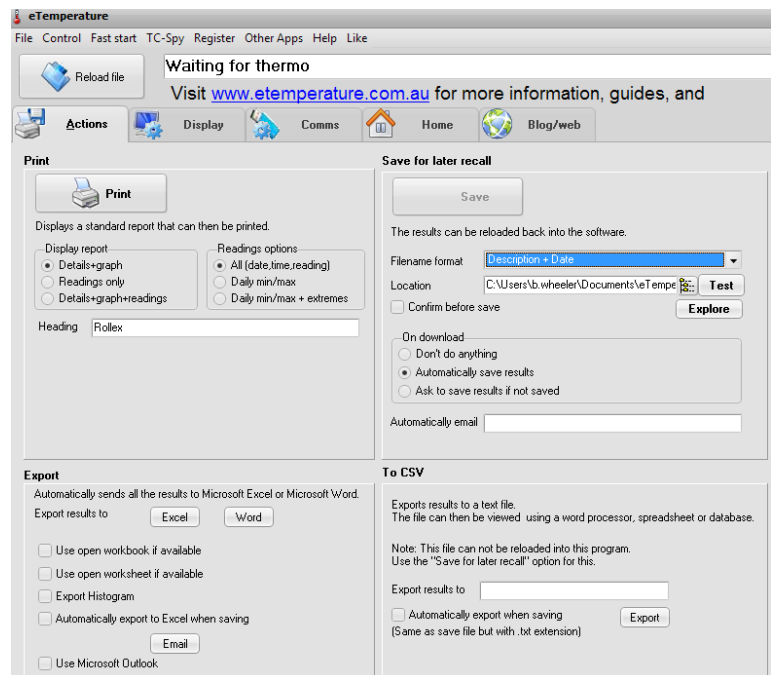 eTemperature
File Control Fast start TC-Spy Register Other Apps Help Like
Reload file
Waiting for thermo
Visit www.etemperature.com.au for more information, guides, and
Actions Display Comms Home Blog/web
Print
Print
Displays a standard report that can then be printed.
Display report
Details+graph
Readings only
Details+graph+readings
Readings options
All (date,time,reading)
Daily min/max
Daily min/max + extremes
Heading Rollex
Save for later recall
Save
The results can be reloaded back into the software.
Filename format Description + Date
Location C:\Users\b.wheeler\Documents\eTempe Test
Confirm before save Explore
On download
Don't do anything
Automatically save results
Ask to save results if not saved
Automatically email
Export
Automatically sends all the results to Microsoft Excel or Microsoft Word.
Export results to Excel Word
Use open workbook if available
Use open worksheet if available
Export Histogram
Automatically export to Excel when saving
Email
Use Microsoft Outlook
To CSV
Exports results to a text file.
The file can then be viewed using a word processor, spreadsheet or database.
Note: This file can not be reloaded into this program.
Use the "Save for later recall" option for this.
Export results to
Automatically export when saving Export
(Same as save file but with .txt extension)